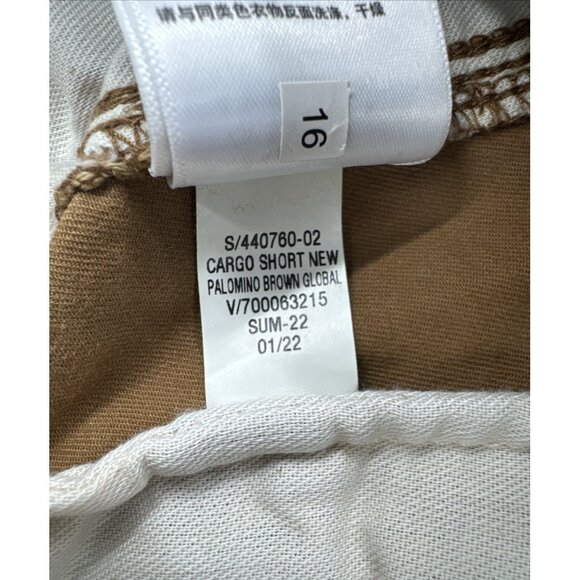 请与同类色衣物反面洗涤，干燥
16
S/440760-02
CARGO SHORT NEW
PALOMINO BROWN GLOBAL
V/700063215
SUM-22
01/22